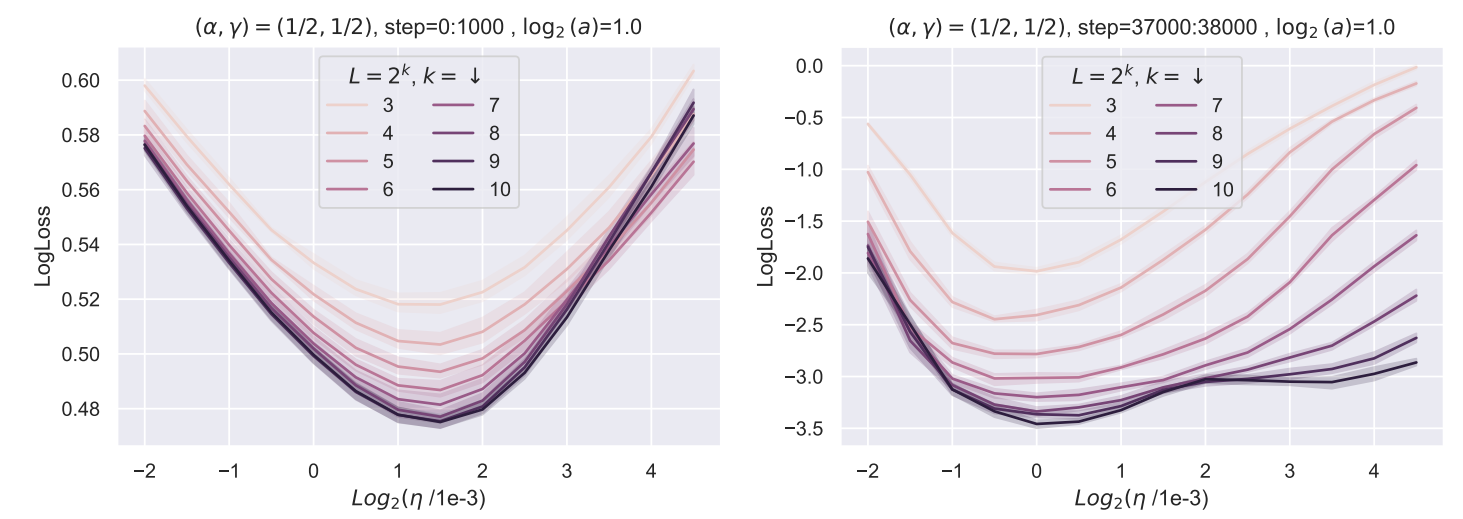 (α, γ) = (1/2, 1/2), step=0:1000 , log₂ (a)=1.0
L = 2ᵏ, k = ↓
3 7
4 8
5 9
6 10
0.60
0.58
0.56
0.54
0.52
0.50
0.48
LogLoss
−2 −1 0 1 2 3 4
Log₂(η /1e-3)
(α, γ) = (1/2, 1/2), step=37000:38000 , log₂ (a)=1.0
L = 2ᵏ, k = ↓
3 7
4 8
5 9
6 10
0.0
−0.5
−1.0
−1.5
−2.0
−2.5
−3.0
−3.5
LogLoss
−2 −1 0 1 2 3 4
Log₂(η /1e-3)